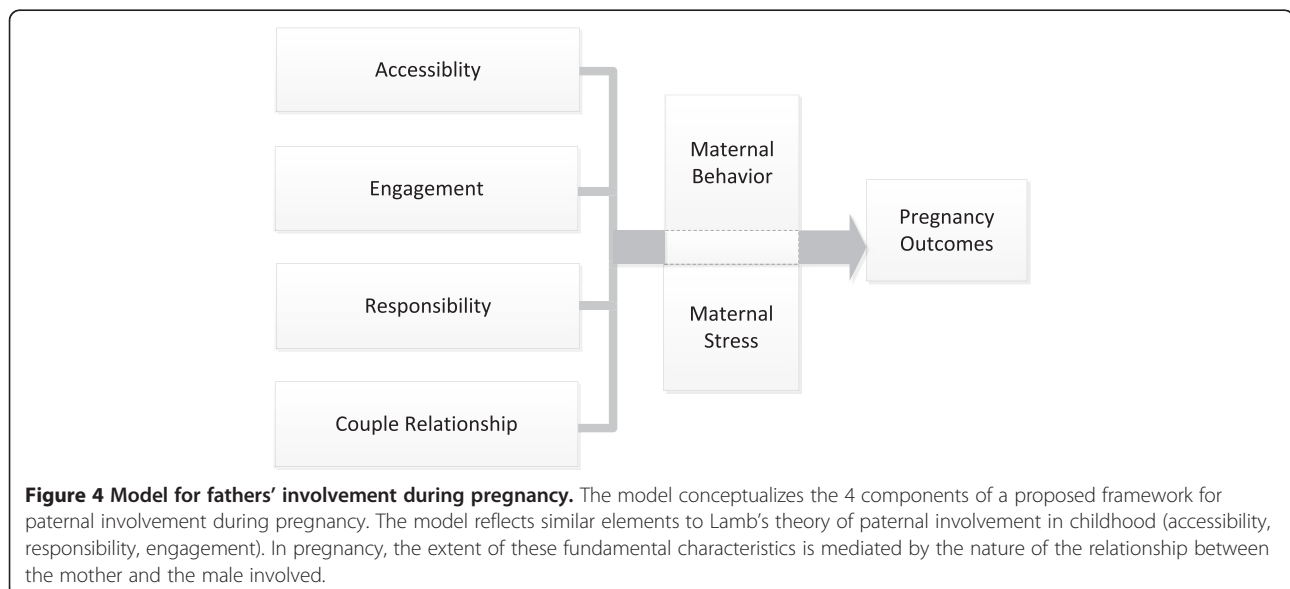 Accessiblity
Engagement
Responsibility
Couple Relationship
Maternal
Behavior
Maternal
Stress
Pregnancy
Outcomes
Figure 4 Model for fathers’ involvement during pregnancy. The model conceptualizes the 4 components of a proposed framework for
paternal involvement during pregnancy. The model reflects similar elements to Lamb’s theory of paternal involvement in childhood (accessibility,
responsibility, engagement). In pregnancy, the extent of these fundamental characteristics is mediated by the nature of the relationship between
the mother and the male involved.